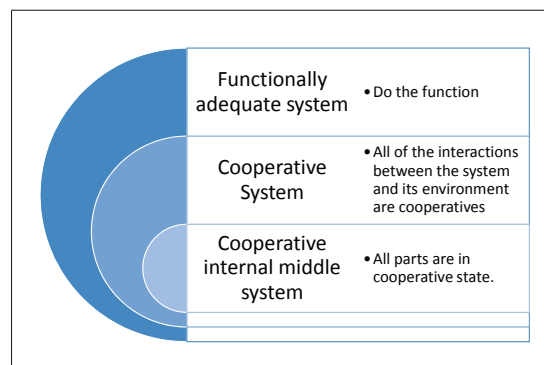 Functionally
adequate system
•Do the function
Cooperative
System
•All of the interactions
between the system
and its environment
are cooperatives
Cooperative
internal middle
system
•All parts are in
cooperative state.